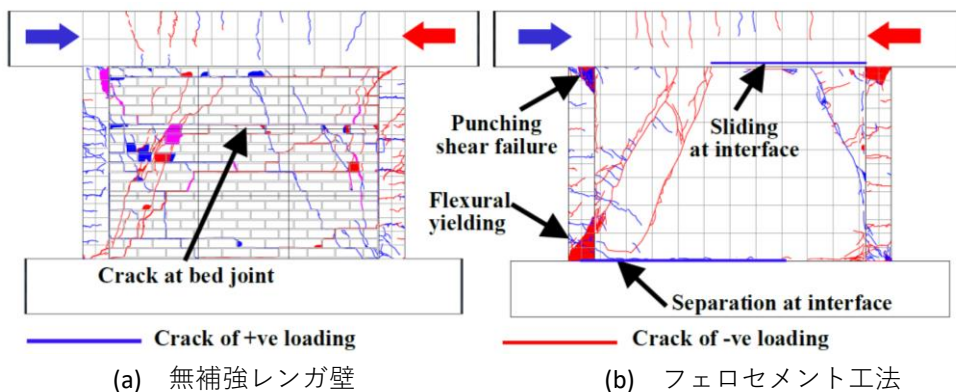 Punching
shear failure
Sliding
at interface
Flexural
yielding
Crack at bed joint
Separation at interface
Crack of +ve loading
Crack of -ve loading
(a) 無補強レンガ壁
(b) フェロセメント工法